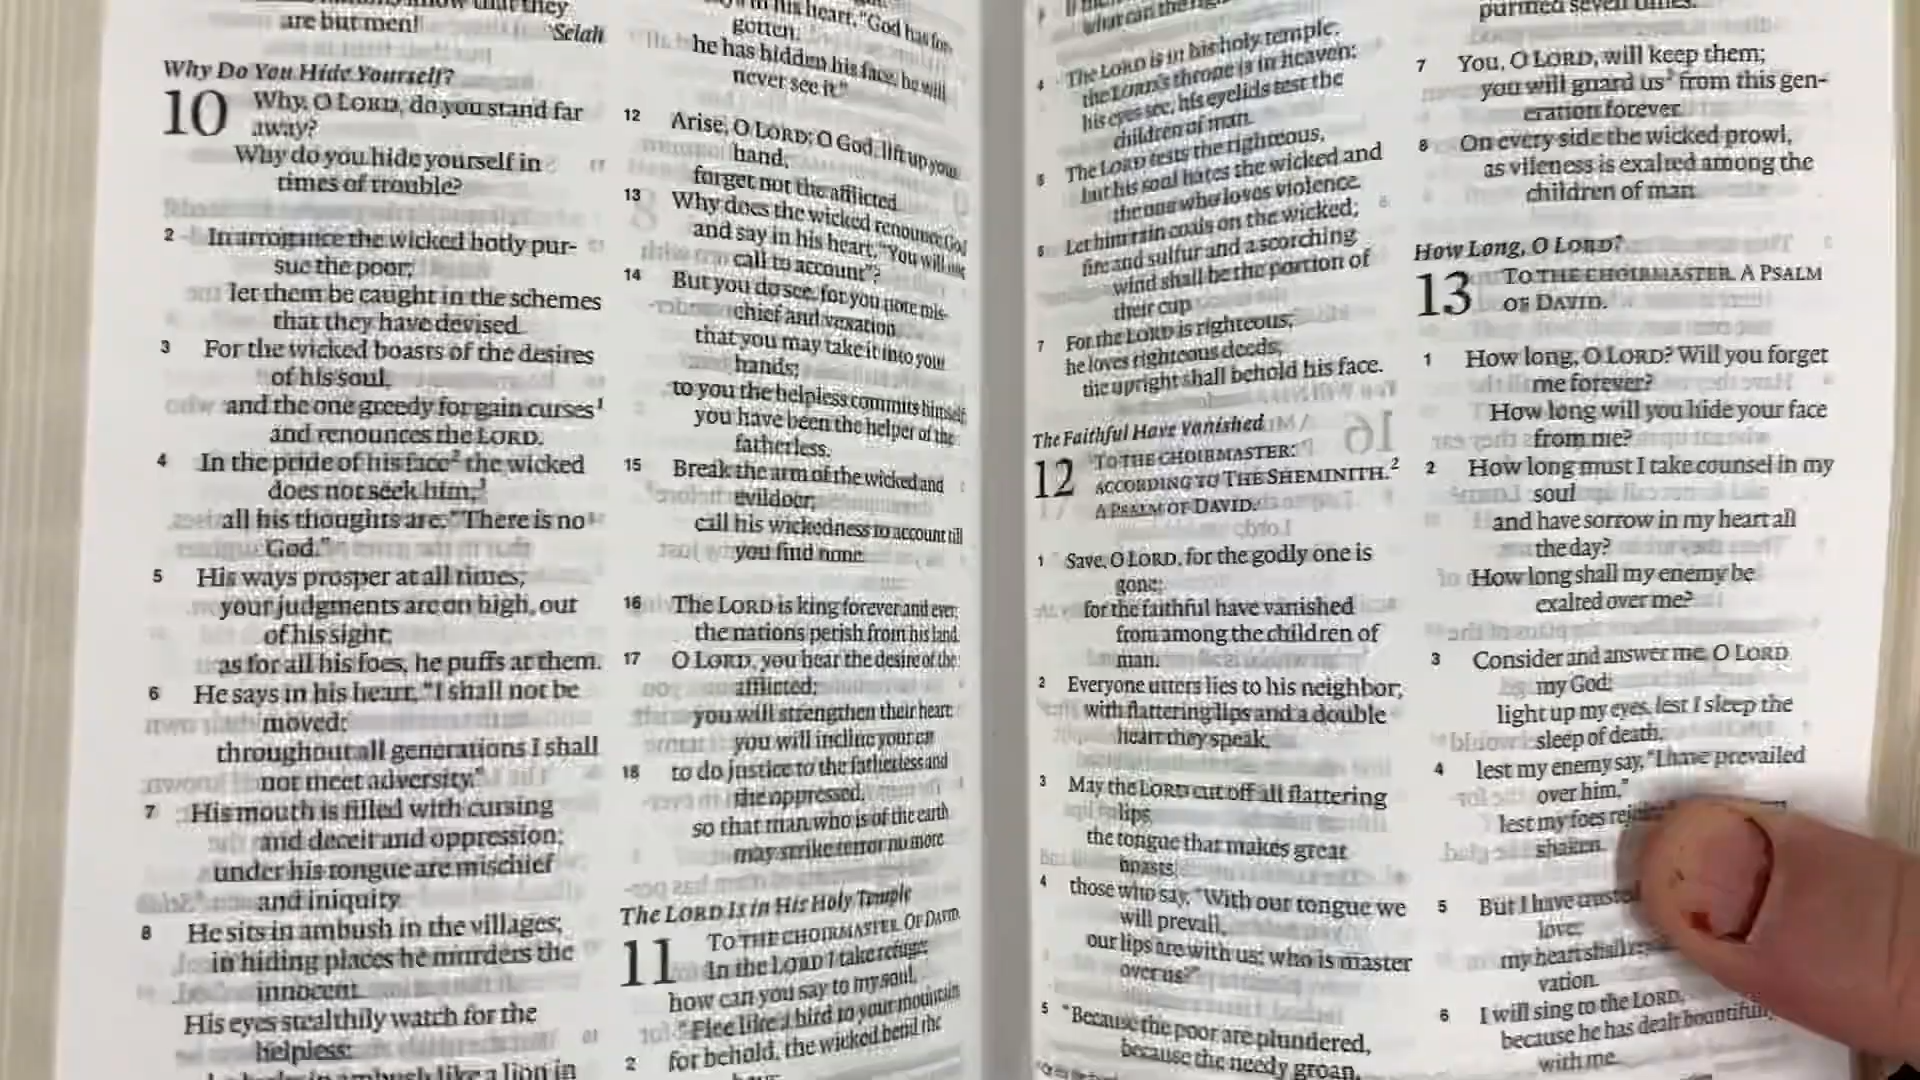 are but men! Selah
Why Do You Hide Yourself?
10 Why, O LORD, do you stand far
away?
Why do you hide yourself in
times of trouble?
2 In arrogance the wicked hotly pur-
sue the poor;
let them be caught in the schemes
that they have devised.
3 For the wicked boasts of the desires
of his soul,
and the one greedy for gain curses1
and renounces the LORD.
4 In the pride of his face2 the wicked
does not seek him;3
all his thoughts are, "There is no
God."
5 His ways prosper at all times;
your judgments are on high, out
of his sight;
as for all his foes, he puffs at them.
6 He says in his heart, "I shall not be
moved;
throughout all generations I shall
not meet adversity."
7 His mouth is filled with cursing
and deceit and oppression;
under his tongue are mischief
and iniquity.
8 He sits in ambush in the villages;
in hiding places he murders the
innocent.
His eyes stealthily watch for the
helpless;
he lurks in ambush like a lion in
in his heart, "God has for-
gotten,
he has hidden his face, he will
never see it."
12 Arise, O LORD; O God, lift up your
hand;
forget not the afflicted.
13 Why does the wicked renounce God
and say in his heart, "You will not
call to account"?
14 But you do see, for you note mis-
chief and vexation,
that you may take it into your
hands;
to you the helpless commits himself;
you have been the helper of the
fatherless.
15 Break the arm of the wicked and
evildoer;
call his wickedness to account till
you find none.
16 The LORD is king forever and ever;
the nations perish from his land.
17 O LORD, you hear the desire of the
afflicted;
you will strengthen their heart;
you will incline your ear
18 to do justice to the fatherless and
the oppressed,
so that man who is of the earth
may strike terror no more.
The LORD Is in His Holy Temple
11 TO THE CHOIRMASTER. OF DAVID.
In the LORD I take refuge;
how can you say to my soul,
"Flee like a bird to your mountain,
2 for behold, the wicked bend the
4 The LORD is in his holy temple;
the LORD's throne is in heaven;
his eyes see, his eyelids test the
children of man.
5 The LORD tests the righteous,
but his soul hates the wicked and
the one who loves violence.
6 Let him rain coals on the wicked;
fire and sulfur and a scorching
wind shall be the portion of
their cup.
7 For the LORD is righteous;
he loves righteous deeds;
the upright shall behold his face.
The Faithful Have Vanished
12 TO THE CHOIRMASTER:
ACCORDING TO THE SHEMINITH.2
A PSALM OF DAVID.
1 Save, O LORD, for the godly one is
gone;
for the faithful have vanished
from among the children of
man.
2 Everyone utters lies to his neighbor;
with flattering lips and a double
heart they speak.
3 May the LORD cut off all flattering
lips,
the tongue that makes great
boasts,
4 those who say, "With our tongue we
will prevail,
our lips are with us; who is master
over us?"
5 "Because the poor are plundered,
because the needy groan,
purified seven times.
7 You, O LORD, will keep them;
you will guard us2 from this gen-
eration forever.
8 On every side the wicked prowl,
as vileness is exalted among the
children of man.
How Long, O LORD?
13 TO THE CHOIRMASTER. A PSALM
OF DAVID.
1 How long, O LORD? Will you forget
me forever?
How long will you hide your face
from me?
2 How long must I take counsel in my
soul
and have sorrow in my heart all
the day?
How long shall my enemy be
exalted over me?
3 Consider and answer me, O LORD
my God;
light up my eyes, lest I sleep the
sleep of death,
4 lest my enemy say, "I have prevailed
over him,"
lest my foes
shaken.
5 But I have
love;
my heart shall
vation.
6 I will sing to the LORD,
because he has dealt bountifully
with me.